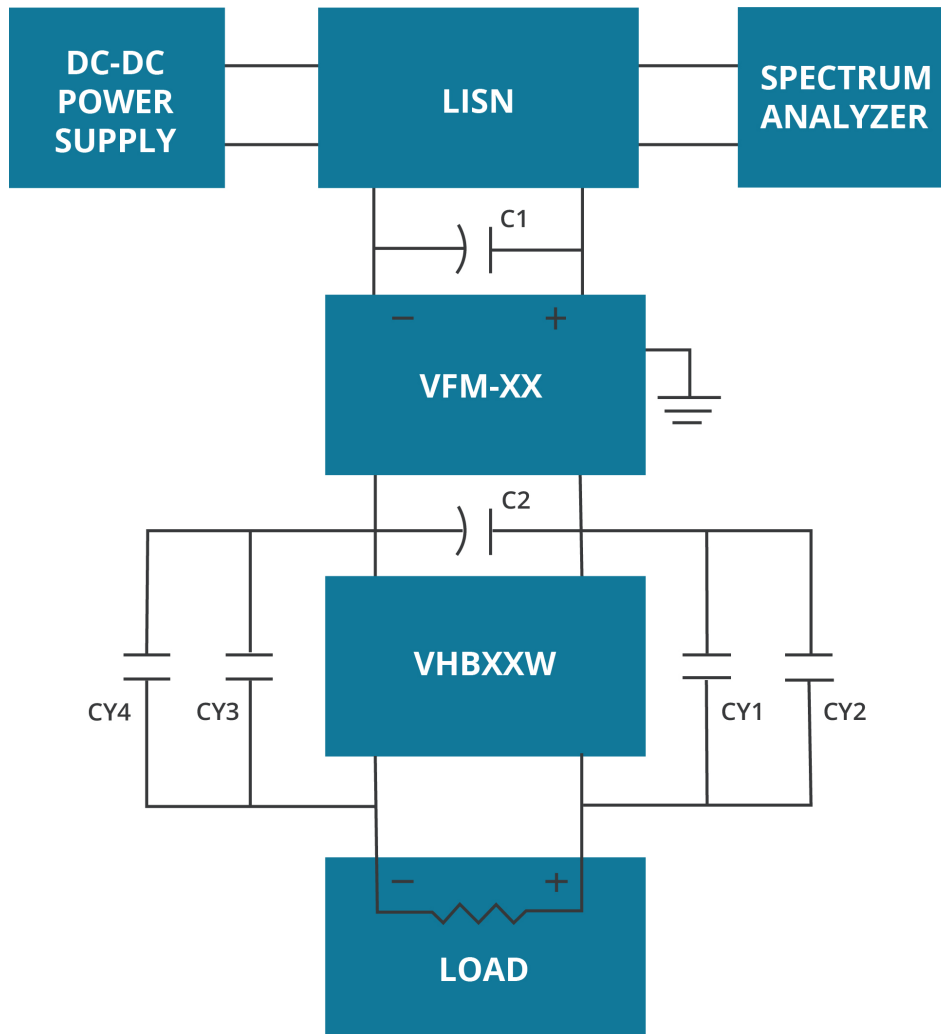 DC-DC
POWER
SUPPLY
LISN
SPECTRUM
ANALYZER
C1
− +
VFM-XX
C2
VHBXXW
CY4
CY3
CY1
CY2
− +
LOAD